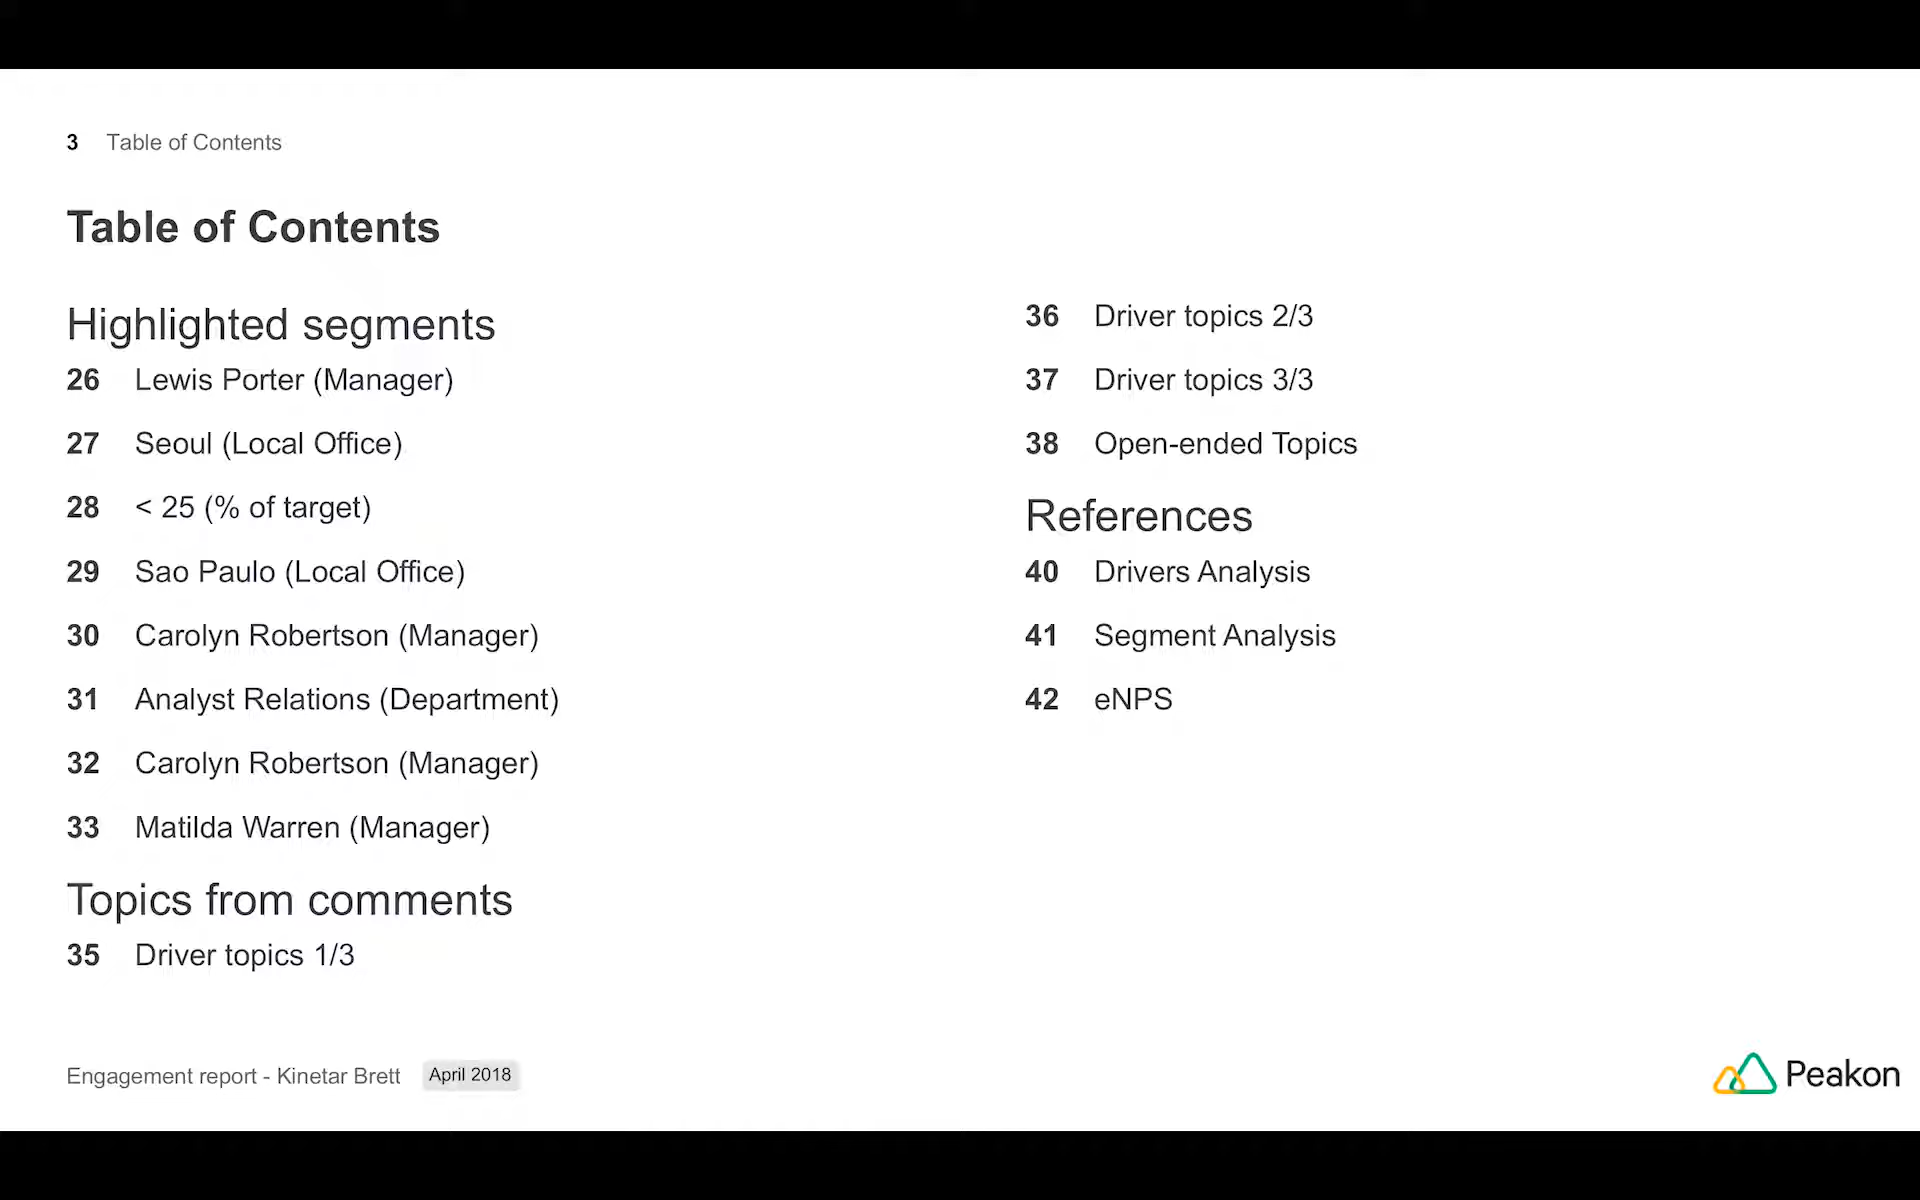 3 Table of Contents
Table of Contents
Highlighted segments
26 Lewis Porter (Manager)
27 Seoul (Local Office)
28 < 25 (% of target)
29 Sao Paulo (Local Office)
30 Carolyn Robertson (Manager)
31 Analyst Relations (Department)
32 Carolyn Robertson (Manager)
33 Matilda Warren (Manager)
Topics from comments
35 Driver topics 1/3
36 Driver topics 2/3
37 Driver topics 3/3
38 Open-ended Topics
References
40 Drivers Analysis
41 Segment Analysis
42 eNPS
Engagement report - Kinetar Brett April 2018
Peakon